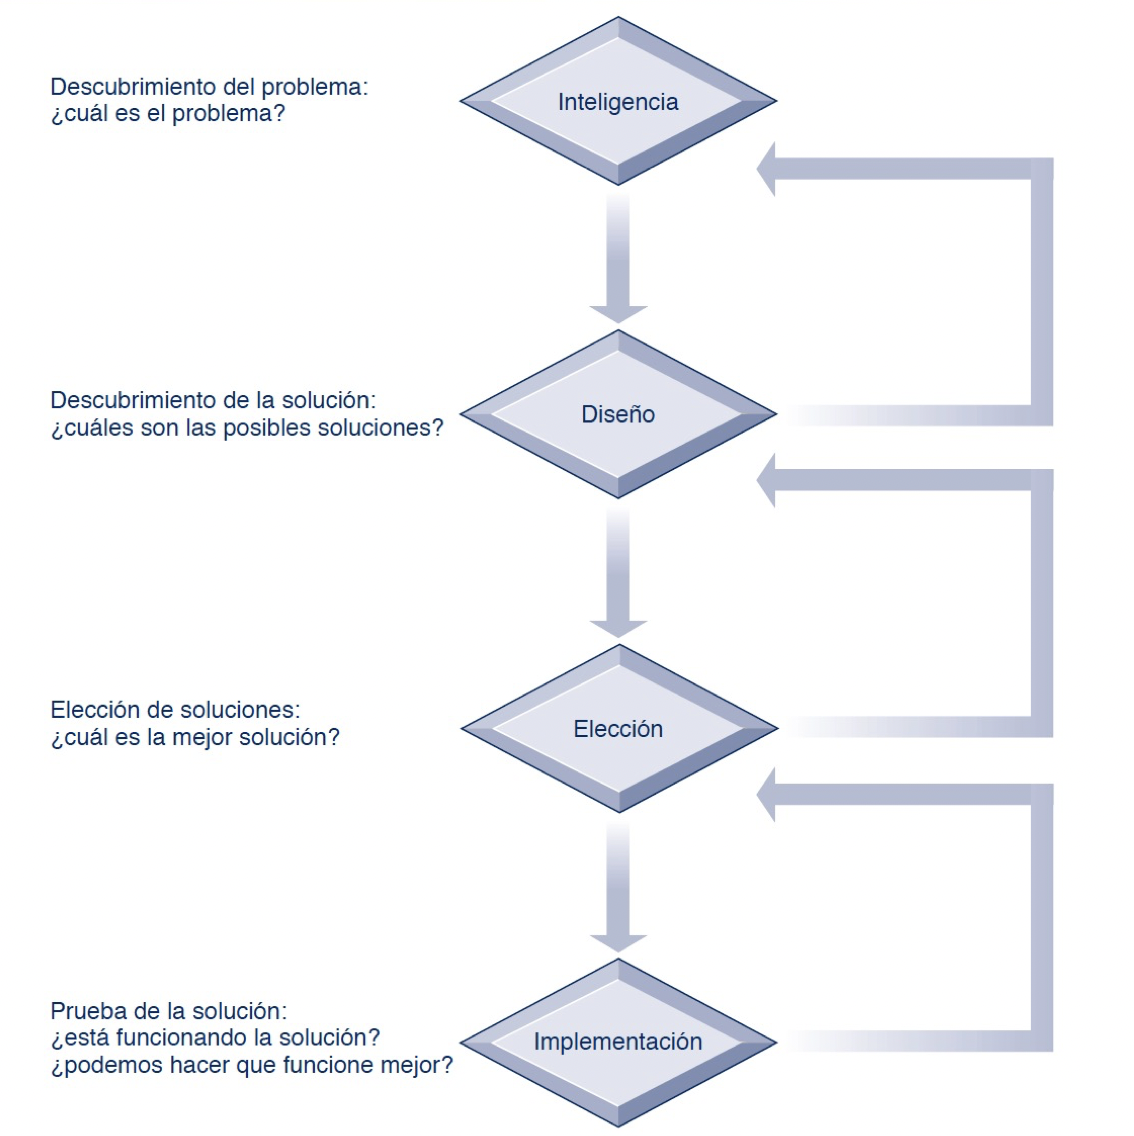 Descubrimiento del problema:
¿cuál es el problema?
Inteligencia
Descubrimiento de la solución:
¿cuáles son las posibles soluciones?
Diseño
Elección de soluciones:
¿cuál es la mejor solución?
Elección
Prueba de la solución:
¿está funcionando la solución?
¿podemos hacer que funcione mejor?
Implementación